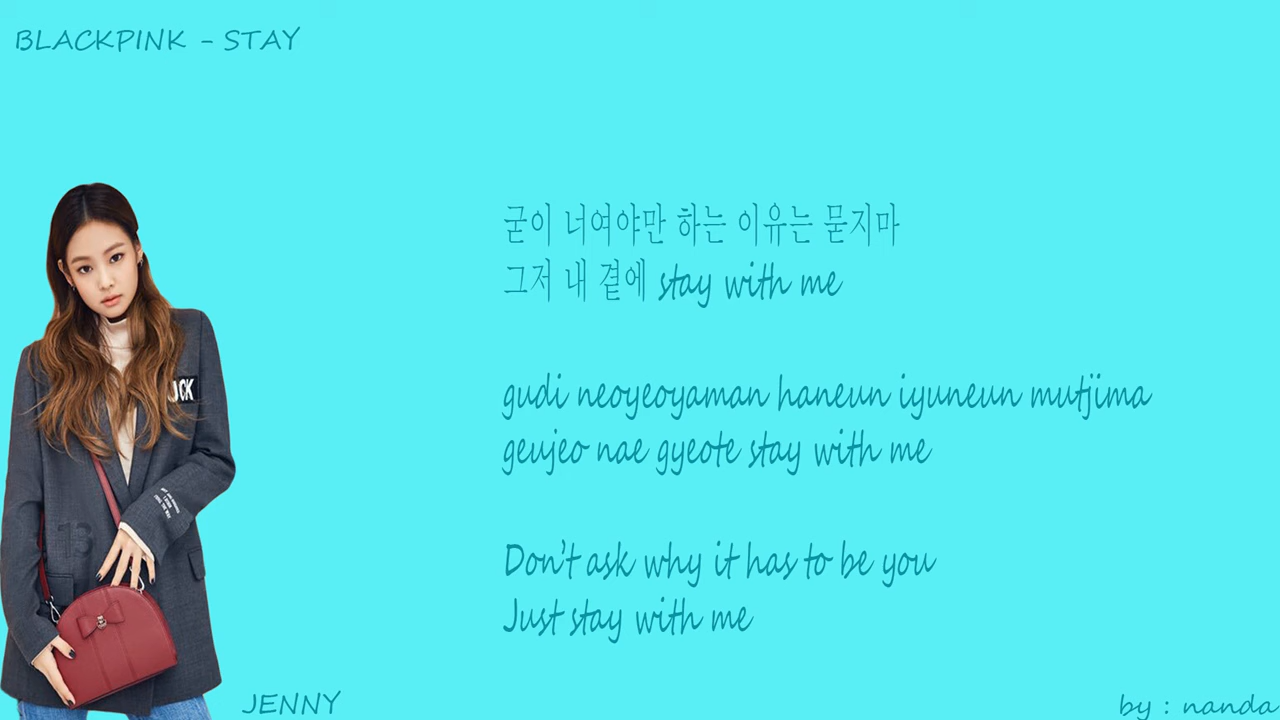 BLACKPINK - STAY
굳이 너여야만 하는 이유는 묻지마
그저 내 곁에 stay with me
gudi neoyeoyaman haneun iyuneun mutjima
geujeo nae gyeote stay with me
Don't ask why it has to be you
Just stay with me
13
JENNY
by : nanda